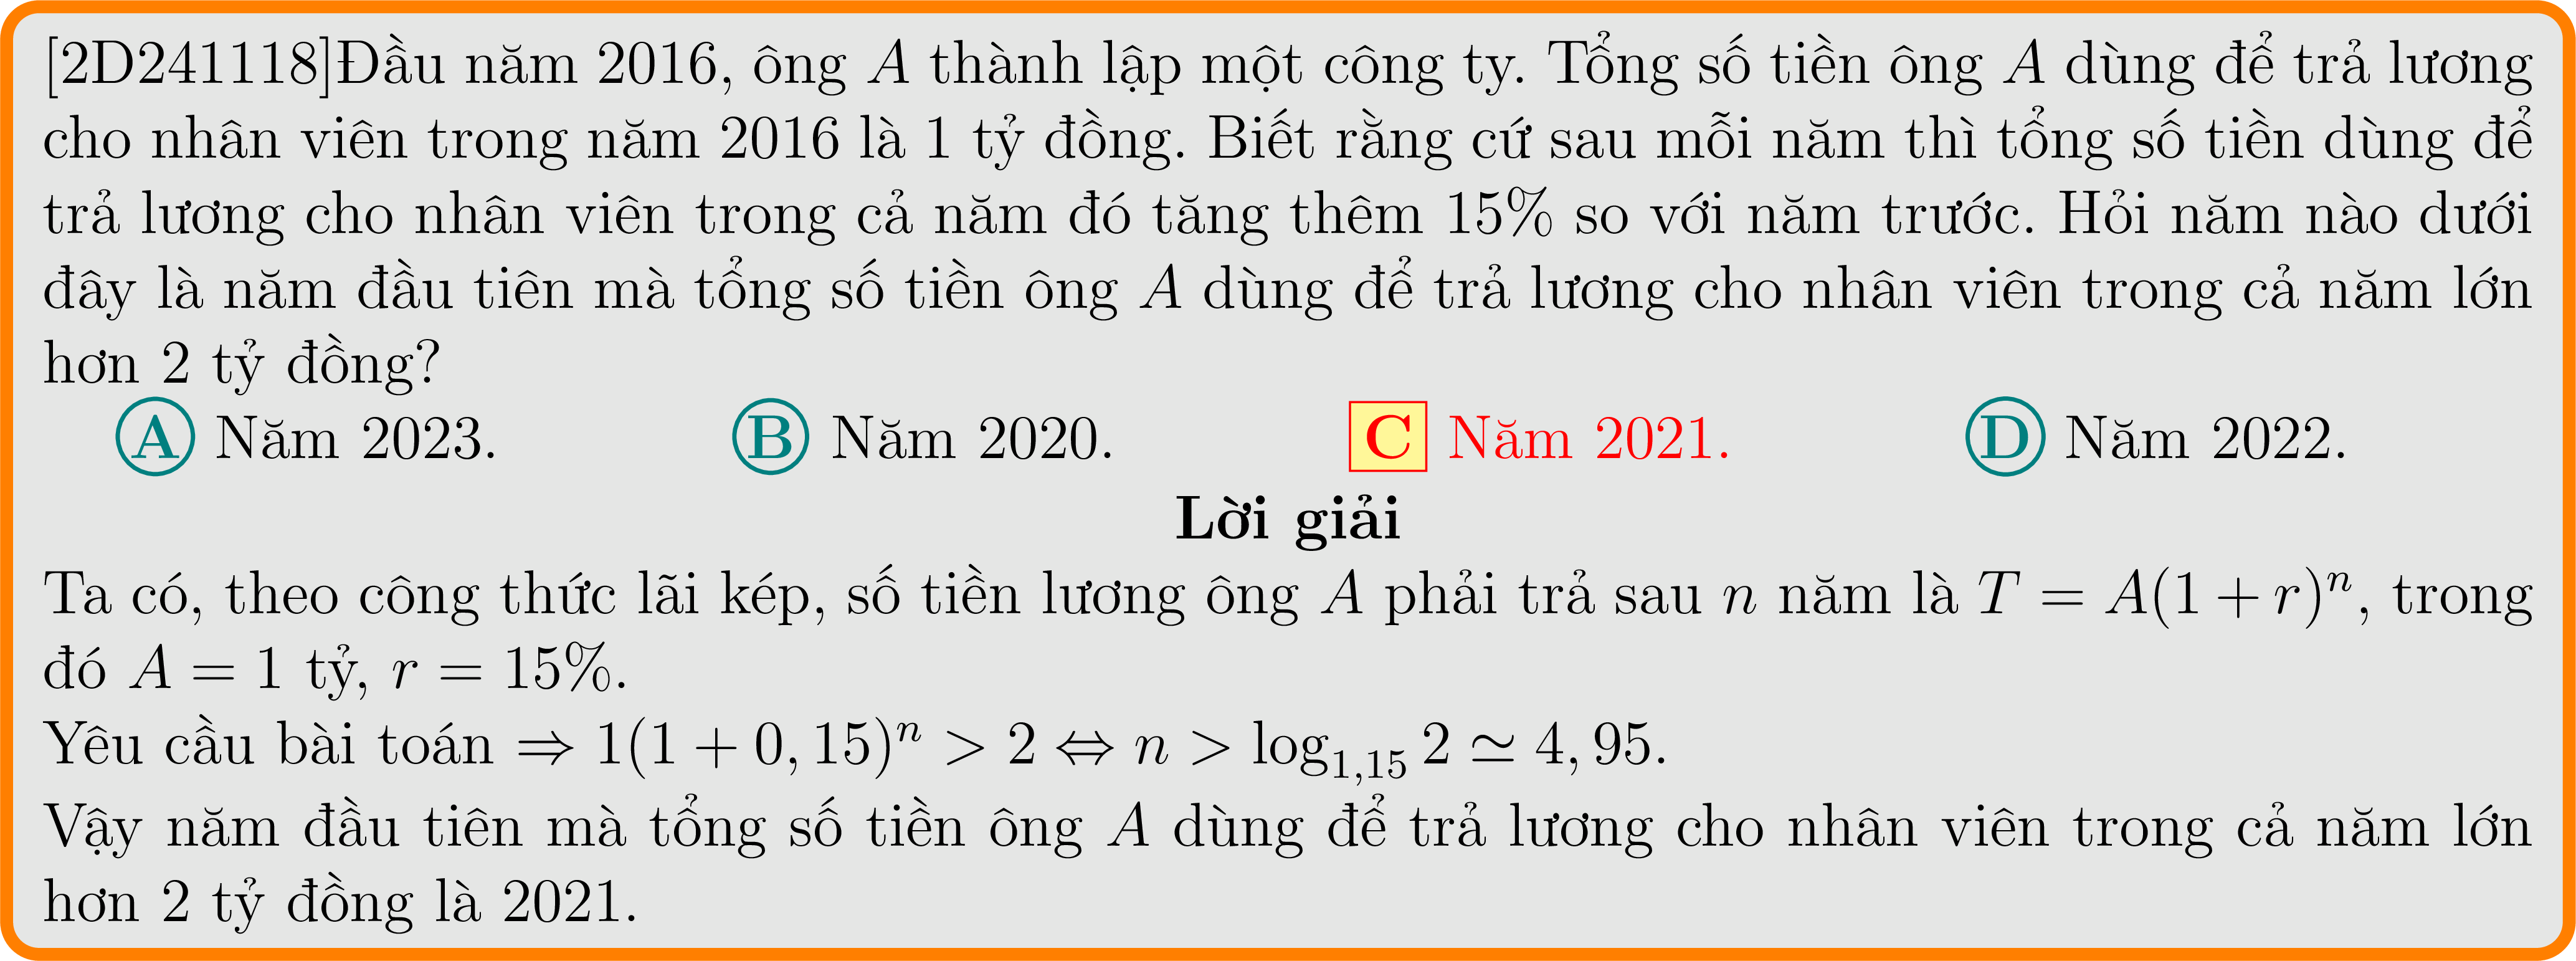 [2D241118]Đầu năm 2016, ông A thành lập một công ty. Tổng số tiền ông A dùng để trả lương
cho nhân viên trong năm 2016 là 1 tỷ đồng. Biết rằng cứ sau mỗi năm thì tổng số tiền dùng để
trả lương cho nhân viên trong cả năm đó tăng thêm 15% so với năm trước. Hỏi năm nào dưới
đây là năm đầu tiên mà tổng số tiền ông A dùng để trả lương cho nhân viên trong cả năm lớn
hơn 2 tỷ đồng?
A Năm 2023. B Năm 2020. C Năm 2021. D Năm 2022.
Lời giải
Ta có, theo công thức lãi kép, số tiền lương ông A phải trả sau n năm là T = A(1 + r)ⁿ, trong
đó A = 1 tỷ, r = 15%.
Yêu cầu bài toán ⇒ 1(1 + 0, 15)ⁿ > 2 ⇔ n > log₁,₁₅ 2 ≃ 4, 95.
Vậy năm đầu tiên mà tổng số tiền ông A dùng để trả lương cho nhân viên trong cả năm lớn
hơn 2 tỷ đồng là 2021.